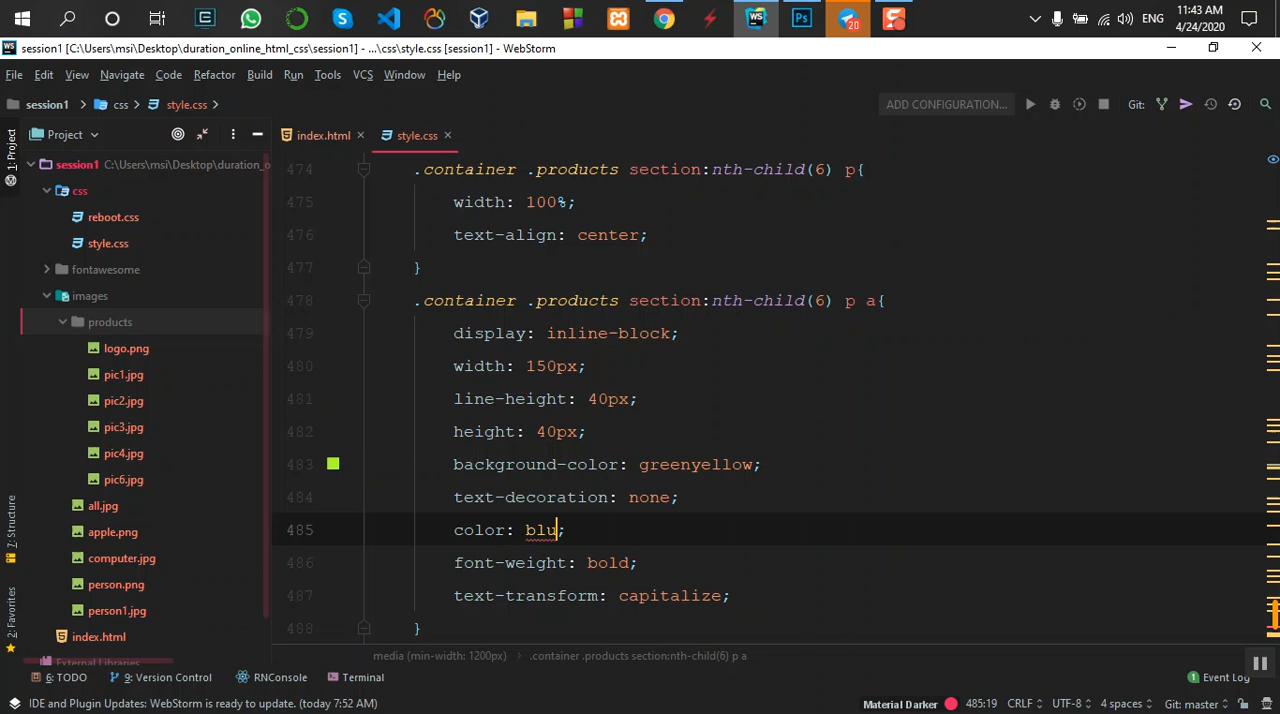 ENG
11:43 AM
4/24/2020
20
session1 [C:\Users\msi\Desktop\duration_online_html_css\session1] - ...\css\style.css [session1] - WebStorm
File Edit View Navigate Code Refactor Build Run Tools VCS Window Help
session1 css style.css
ADD CONFIGURATION...
Git:
1: Project
Project
index.html
style.css
session1 C:\Users\msi\Desktop\duration_o
css
reboot.css
style.css
fontawesome
images
products
logo.png
pic1.jpg
pic2.jpg
pic3.jpg
pic4.jpg
pic6.jpg
all.jpg
apple.png
computer.jpg
person.png
person1.jpg
index.html
External Libraries
7: Structure
2: Favorites
474 .container .products section:nth-child(6) p{
475 width: 100%;
476 text-align: center;
477 }
478 .container .products section:nth-child(6) p a{
479 display: inline-block;
480 width: 150px;
481 line-height: 40px;
482 height: 40px;
483 background-color: greenyellow;
484 text-decoration: none;
485 color: blu;
486 font-weight: bold;
487 text-transform: capitalize;
488 }
media (min-width: 1200px) .container .products section:nth-child(6) p a
6: TODO 9: Version Control RNConsole Terminal
1 Event Log
IDE and Plugin Updates: WebStorm is ready to update. (today 7:52 AM)
Material Darker 485:19 CRLF UTF-8 4 spaces Git: master